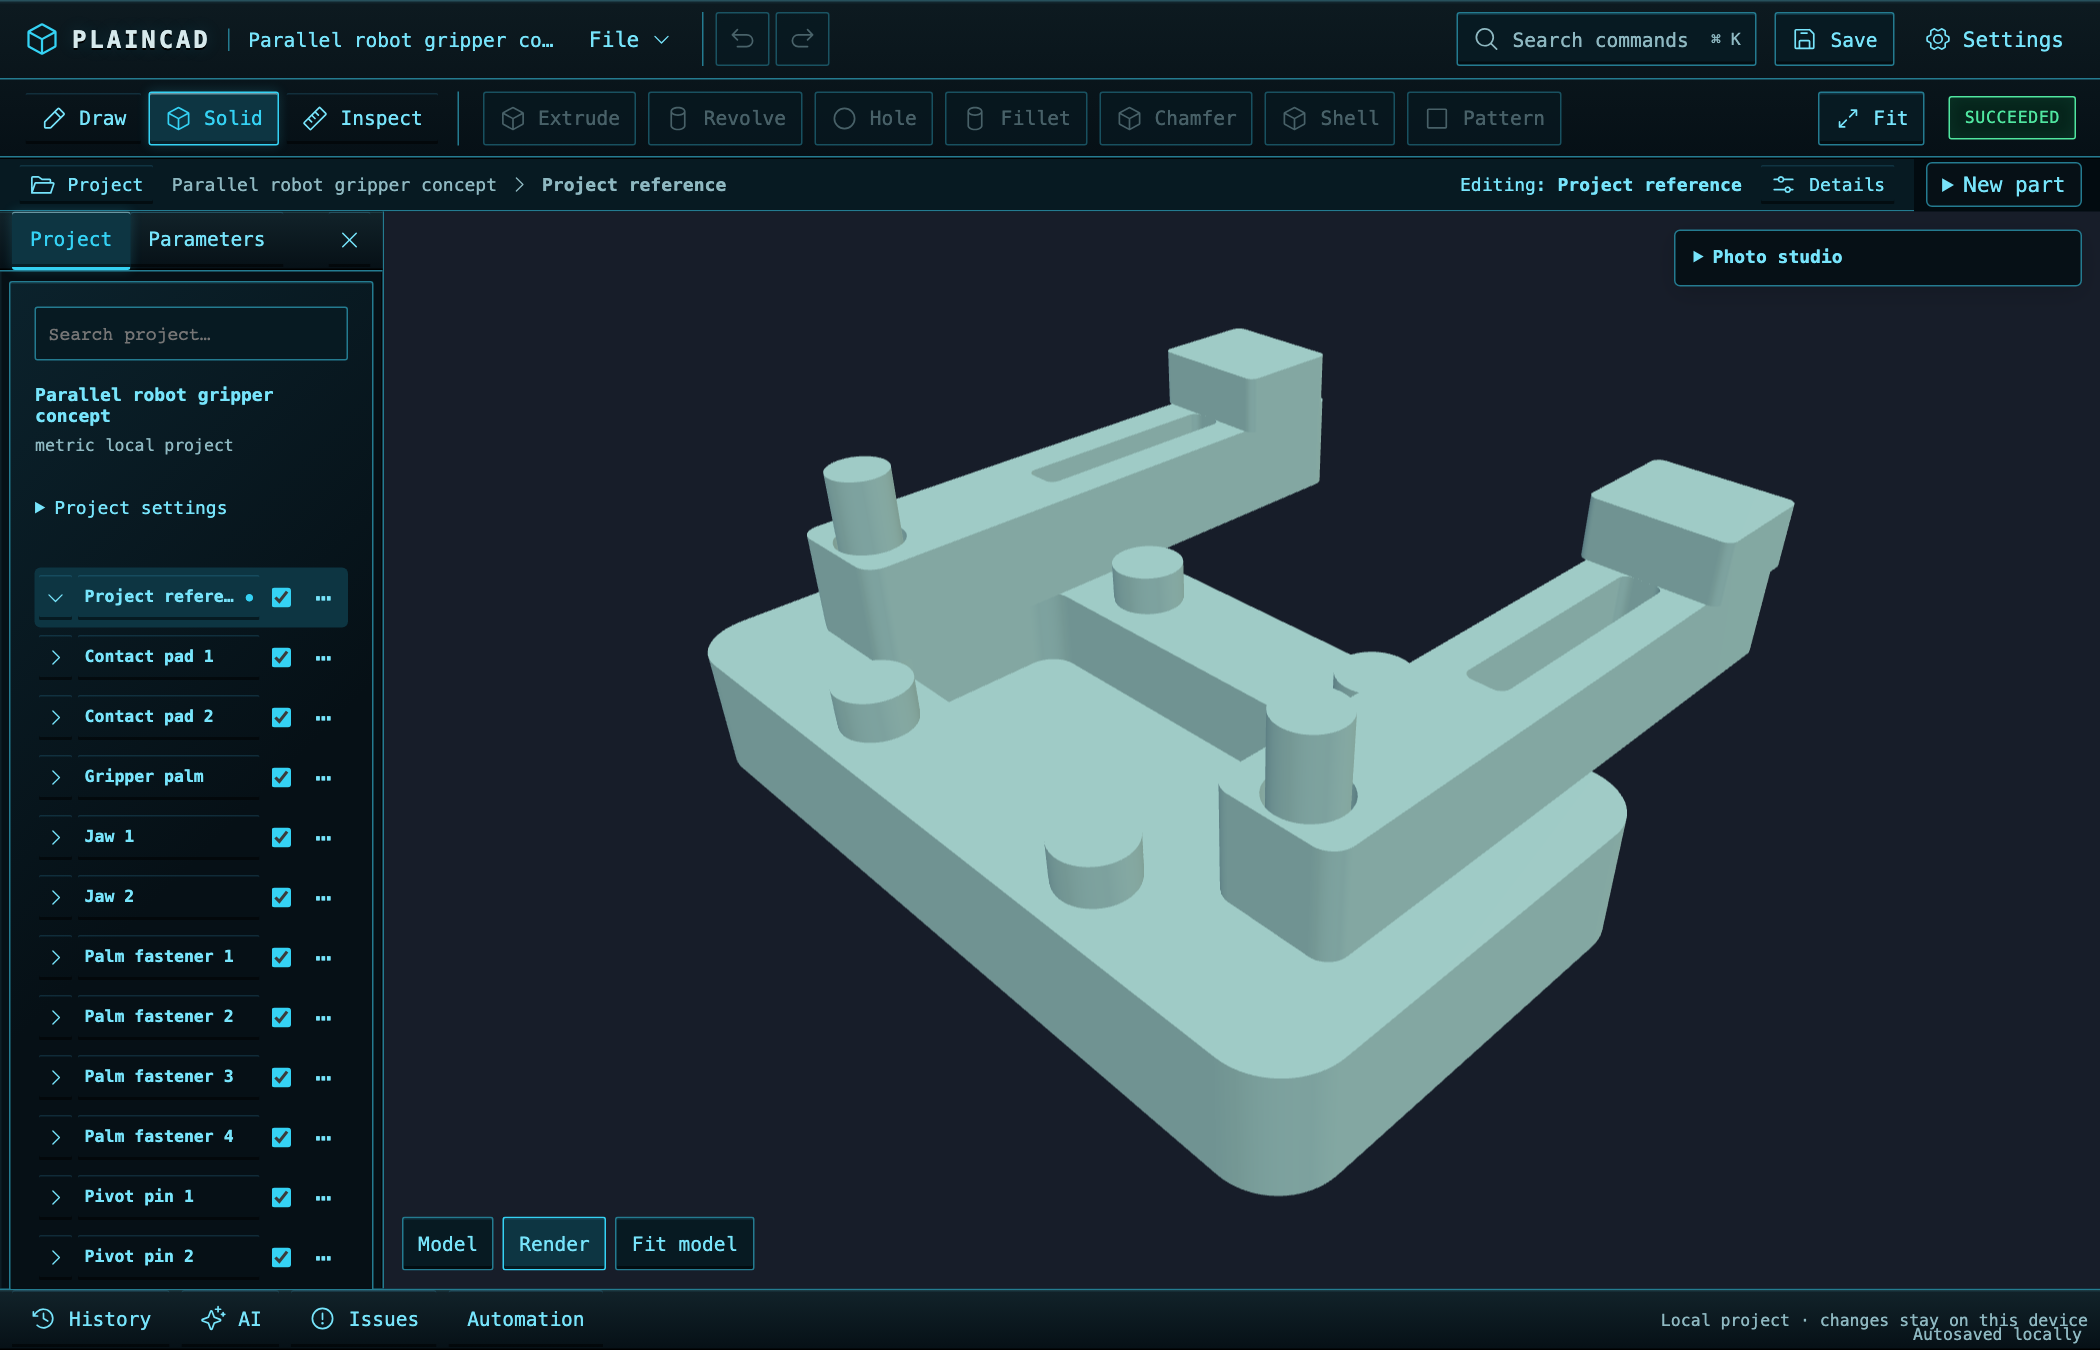 PLAINCAD
Parallel robot gripper co…
File
Search commands ⌘ K
Save
Settings
Draw
Solid
Inspect
Extrude
Revolve
Hole
Fillet
Chamfer
Shell
Pattern
Fit
SUCCEEDED
Project
Parallel robot gripper concept > Project reference
Editing: Project reference
Details
New part
Project
Parameters
Photo studio
Search project…
Parallel robot gripper
concept
metric local project
Project settings
Project refere…
Contact pad 1
Contact pad 2
Gripper palm
Jaw 1
Jaw 2
Palm fastener 1
Palm fastener 2
Palm fastener 3
Palm fastener 4
Pivot pin 1
Pivot pin 2
Model
Render
Fit model
History
AI
Issues
Automation
Local project · changes stay on this device
Autosaved locally